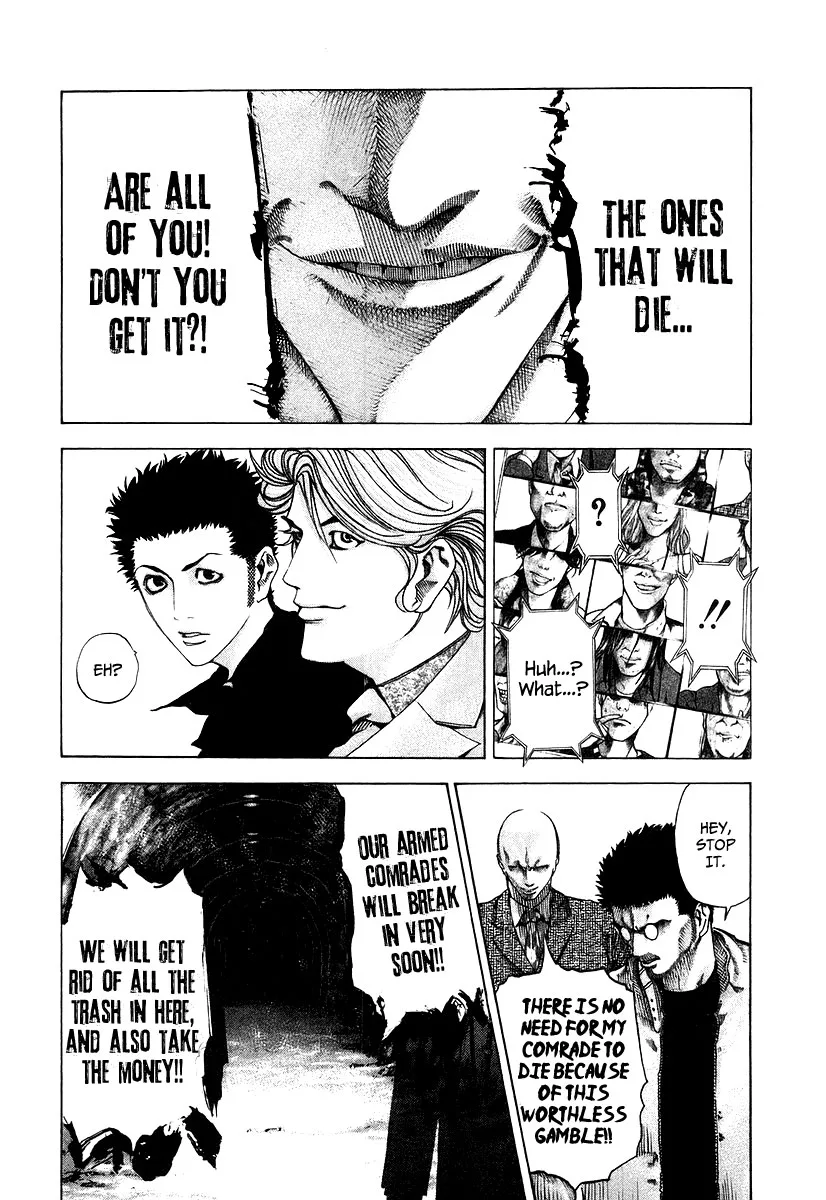 THE ONES
THAT WILL
DIE...
ARE ALL
OF YOU!
DON'T YOU
GET IT?!
?
!!
Huh...?
What...?
EH?
HEY,
STOP
IT.
THERE IS NO
NEED FOR MY
COMRADE TO
DIE BECAUSE
OF THIS
WORTHLESS
GAMBLE!!
OUR ARMED
COMRADES
WILL BREAK
IN VERY
SOON!!
WE WILL GET
RID OF ALL THE
TRASH IN HERE,
AND ALSO TAKE
THE MONEY!!